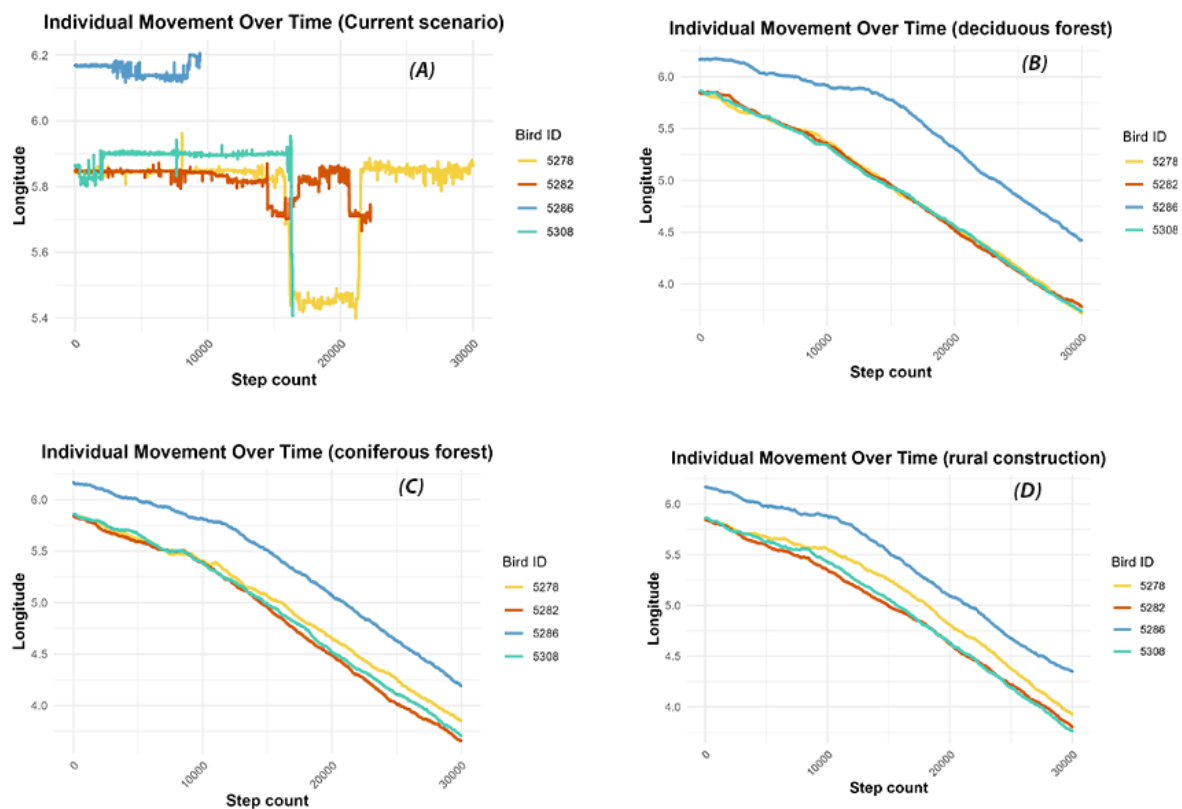 Individual Movement Over Time (Current scenario)
(A)
6.2
6.0
5.8
5.6
5.4
Longitude
0
10000
20000
30000
Step count
Bird ID
5278
5282
5286
5308
Individual Movement Over Time (deciduous forest)
(B)
6.0
5.5
5.0
4.5
4.0
Longitude
0
10000
20000
30000
Step count
Bird ID
5278
5282
5286
5308
Individual Movement Over Time (coniferous forest)
(C)
6.0
5.5
5.0
4.5
4.0
Longitude
0
10000
20000
30000
Step count
Bird ID
5278
5282
5286
5308
Individual Movement Over Time (rural construction)
(D)
6.0
5.5
5.0
4.5
4.0
Longitude
0
10000
20000
30000
Step count
Bird ID
5278
5282
5286
5308